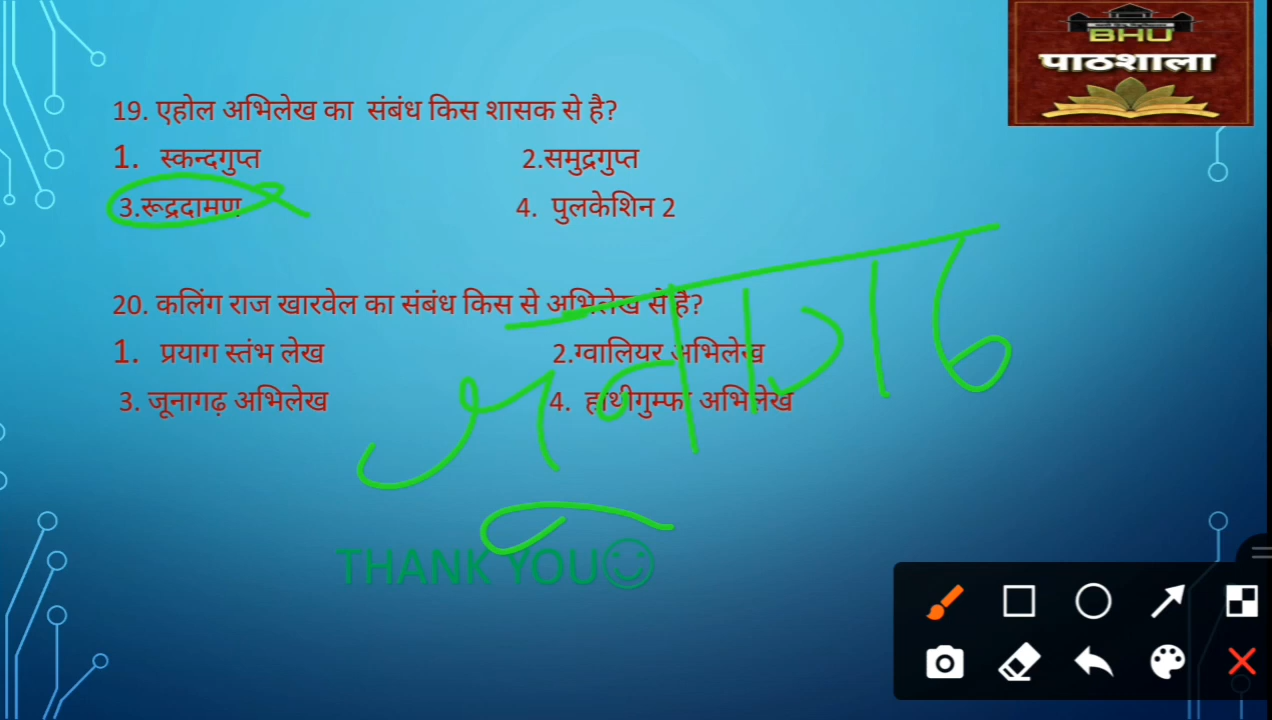 BHU
पाठशाला
19. एहोल अभिलेख का संबंध किस शासक से है?
1. स्कन्दगुप्त 2.समुद्रगुप्त
3.रूद्रदामण 4. पुलकेशिन 2
20. कलिंग राज खारवेल का संबंध किस से अभिलेख से है?
1. प्रयाग स्तंभ लेख 2.ग्वालियर अभिलेख
3. जूनागढ़ अभिलेख 4. हाथीगुम्फा अभिलेख
जूनागढ
THANK YOU